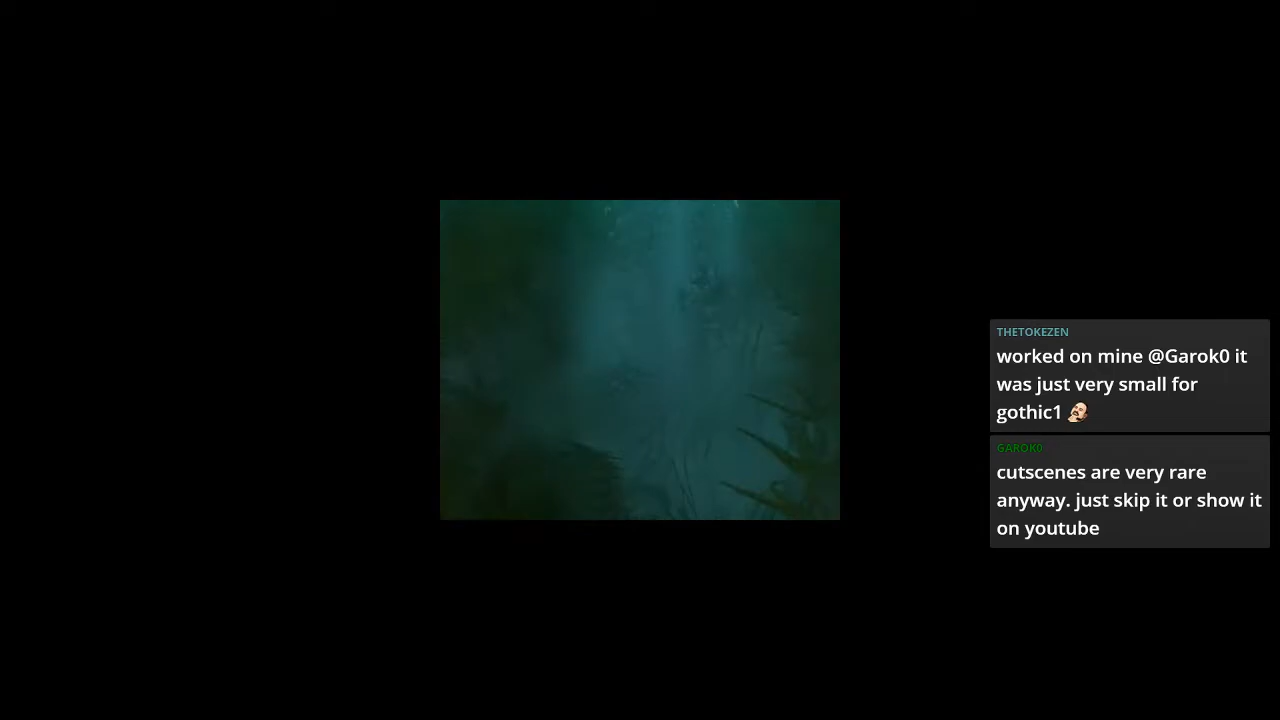 THETOKEZEN
worked on mine @Garok0 it
was just very small for
gothic1
GAROK0
cutscenes are very rare
anyway. just skip it or show it
on youtube